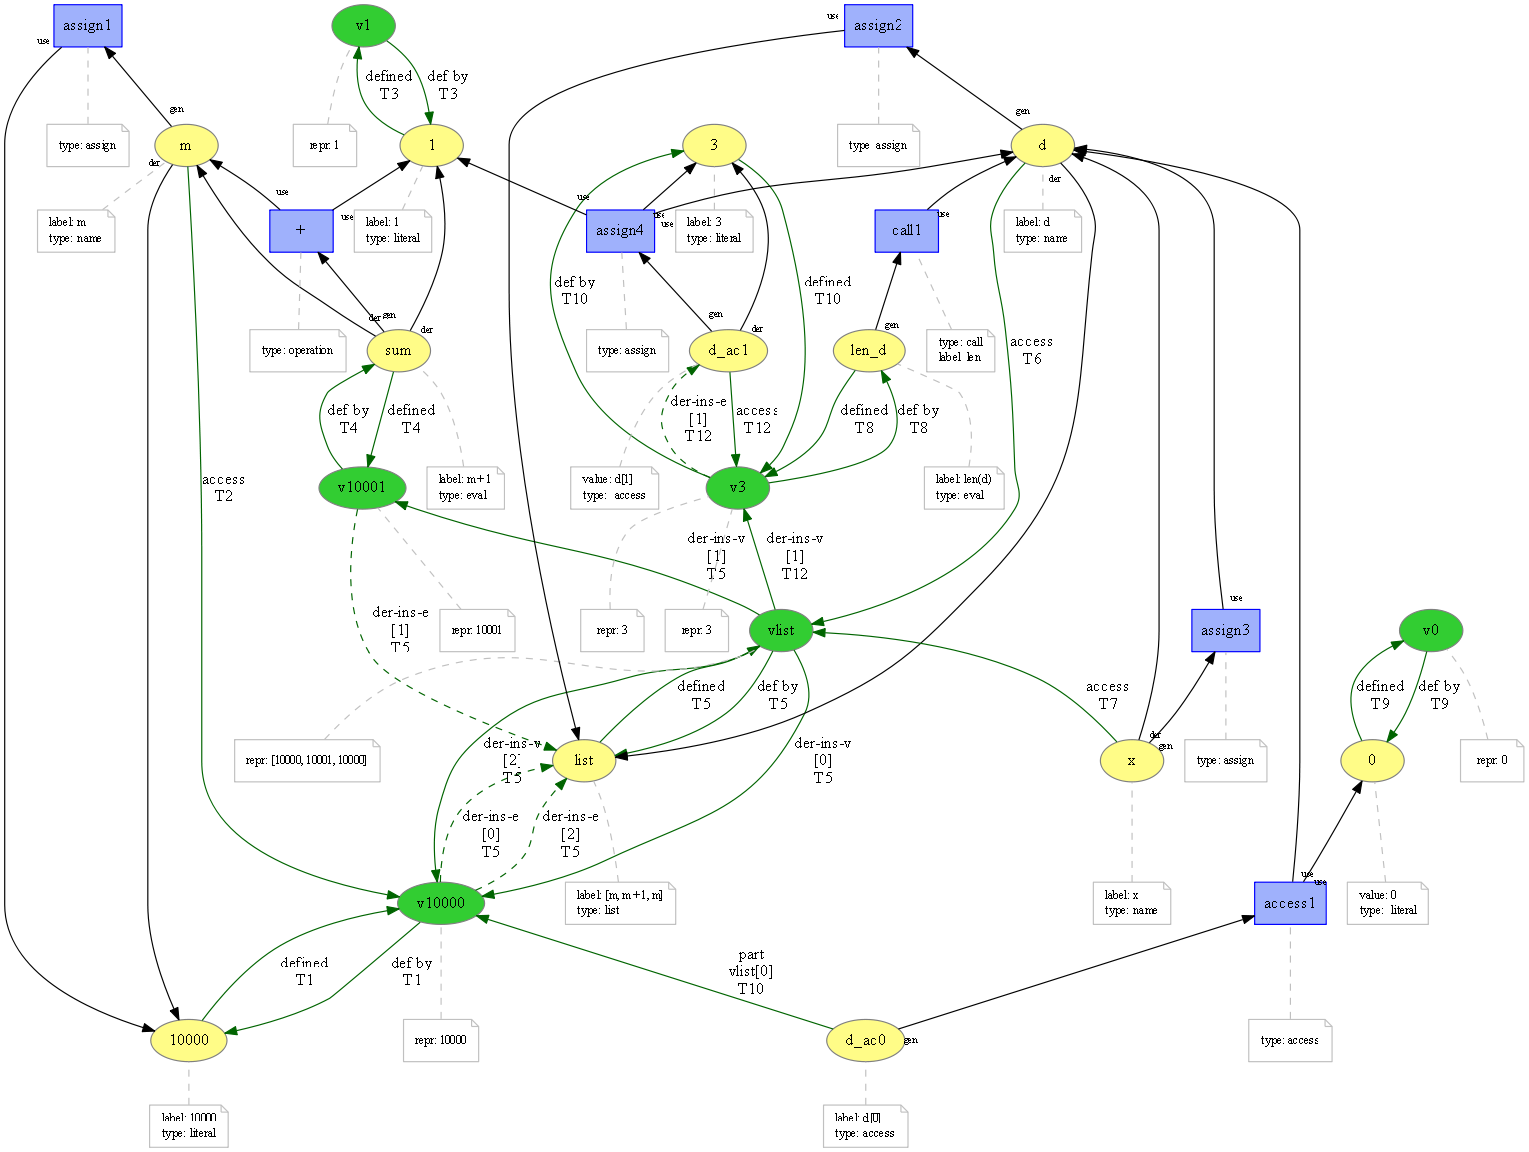 assign1
v1
assign2
use
use
defined
T3
def by
T3
gen
gen
type: assign
repr: 1
type assign
m
1
3
d
der
der
use
use
use
use
use
use
label: m
type: name
+
label: 1
type: literal
assign4
label: 3
type: literal
call1
label: d
type: name
def by
T10
defined
T10
access
T6
der
gen
der
gen
der
gen
type: operation
sum
type: assign
d_ac1
len_d
type: call
label len
def by
T4
defined
T4
der-ins-e
[1]
T12
access
T12
defined
T8
def by
T8
access
T2
v10001
label: m+1
type: eval
value: d[1]
type: access
v3
label len(d)
type: eval
der-ins-v
[1]
T5
der-ins-v
[1]
T12
der-ins-e
[1]
T5
repr: 10001
repr: 3
repr: 3
vlist
use
assign3
v0
defined
T5
def by
T5
access
T7
defined
T9
def by
T9
der
gen
repr: [10000, 10001, 10000]
der-ins-v
[2]
T5
list
der-ins-v
[0]
T5
x
type: assign
0
repr: 0
der-ins-e
[0]
T5
der-ins-e
[2]
T5
use
use
v10000
label: [m, m+1, m]
type: list
label: x
type: name
access1
value: 0
type: literal
defined
T1
def by
T1
part
vlist[0]
T10
10000
repr: 10000
d_ac0
gen
type: access
label: 10000
type: literal
label: d[0]
type: access